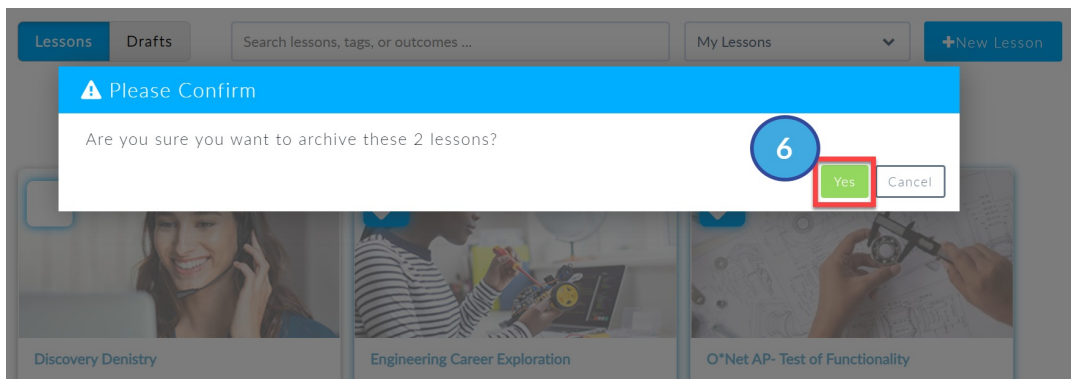 Lessons Drafts Search lessons, tags, or outcomes ... My Lessons +New Lesson
Please Confirm
Are you sure you want to archive these 2 lessons?
6
Yes Cancel
Discovery Denistry Engineering Career Exploration O*Net AP- Test of Functionality